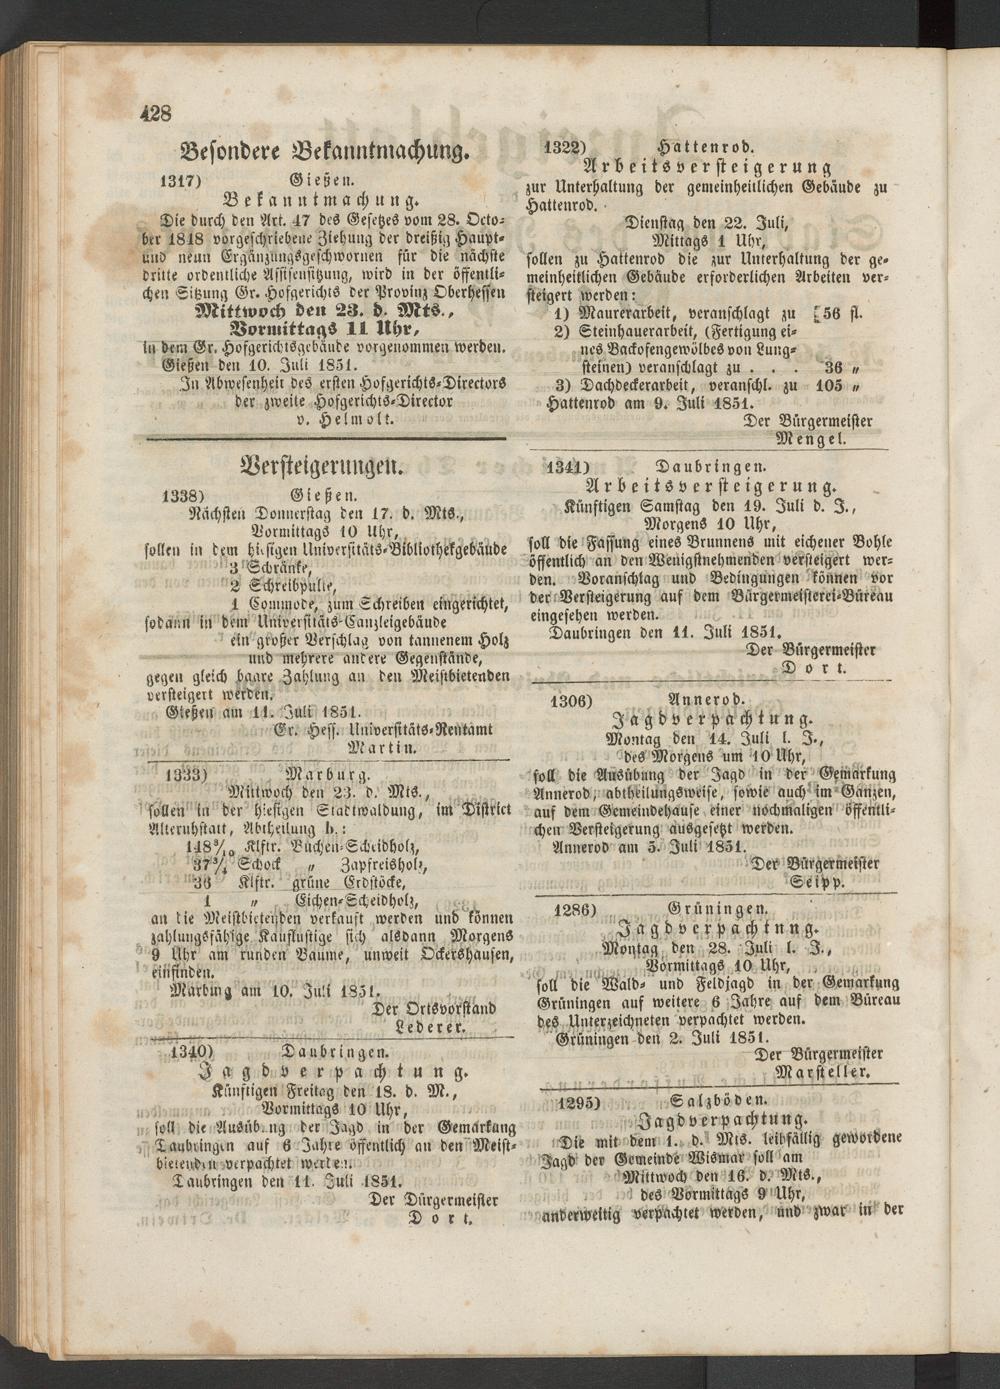 428
Besondere Bekanntmachung.
1317) Gießen.
Bekanntmachung.
Die durch den Art. 47 des Gesetzes vom 28. Octo-
ber 1818 vorgeschriebene Ziehung der dreißig Haupt-
und neun Ergänzungsgeschwornen für die nächste
dritte ordentliche Assisensitzung, wird in der öffentli-
chen Sitzung Gr. Hofgerichts der Provinz Oberhessen
Mittwoch den 23. d. Mts.,
Vormittags 11 Uhr,
in dem Gr. Hofgerichtsgebäude vorgenommen werden.
Gießen den 10. Juli 1851.
In Abwesenheit des ersten Hofgerichts-Directors
der zweite Hofgerichts-Director
v. Helmolt.
Versteigerungen.
1338) Gießen.
Nächsten Donnerstag den 17. d. Mts.,
Vormittags 10 Uhr,
sollen in dem hiesigen Universitäts-Bibliothekgebäude
3 Schränke,
2 Schreibpulte,
1 Commode, zum Schreiben eingerichtet,
sodann in dem Universitäts-Canzleigebäude
ein großer Verschlag von tannenem Holz
und mehrere andere Gegenstände,
gegen gleich baare Zahlung an den Meistbietenden
versteigert werden.
Gießen am 11. Juli 1851.
Gr. Hess. Universitäts-Rentamt
Martin.
1333) Marburg.
Mittwoch den 23. d. Mts.,
sollen in der hiesigen Stadtwaldung, im District
Alteruhstatt, Abtheilung b.:
148 3/10 Klftr. Buchen-Scheidholz,
37 3/4 Schock „ Zapfreisholz,
36 Klftr. grüne Erdstöcke,
1 „ Eichen-Scheidholz,
an die Meistbietenden verkauft werden und können
zahlungsfähige Kauflustige sich alsdann Morgens
9 Uhr am runden Baume, unweit Ockershausen,
einfinden.
Marburg am 10. Juli 1851.
Der Ortsvorstand
Lederer.
1340) Daubringen.
Jagdverpachtung.
Künftigen Freitag den 18. d. M.,
Vormittags 10 Uhr,
soll die Ausübung der Jagd in der Gemarkung
Daubringen auf 6 Jahre öffentlich an den Meist-
bietenden verpachtet werden.
Daubringen den 11. Juli 1851.
Der Dürgermeister
Dort.
1322) Hattenrod.
Arbeitsversteigerung
zur Unterhaltung der gemeinheitlichen Gebäude zu
Hattenrod.
Dienstag den 22. Juli,
Mittags 1 Uhr,
sollen zu Hattenrod die zur Unterhaltung der ge-
meinheitlichen Gebäude erforderlichen Arbeiten ver-
steigert werden:
1) Maurerarbeit, veranschlagt zu 56 fl.
2) Steinhauerarbeit, (Fertigung ei-
nes Backofengewölbes von Lung-
steinen) veranschlagt zu . . . 36 „
3) Dachdeckerarbeit, veranschl. zu 105 „
Hattenrod am 9. Juli 1851.
Der Bürgermeister
Mengel.
1341) Daubringen.
Arbeitsversteigerung.
Künftigen Samstag den 19. Juli d. J.,
Morgens 10 Uhr,
soll die Fassung eines Brunnens mit eichener Bohle
öffentlich an den Wenigstnehmenden versteigert wer-
den. Voranschlag und Bedingungen können vor
der Versteigerung auf dem Bürgermeisterei-Büreau
eingesehen werden.
Daubringen den 11. Juli 1851.
Der Bürgermeister
Dort.
1306) Annerod.
Jagdverpachtung.
Montag den 14. Juli l. J.,
des Morgens um 10 Uhr,
soll die Ausübung der Jagd in der Gemarkung
Annerod, abtheilungsweise, sowie auch im Ganzen,
auf dem Gemeindehause einer nochmaligen öffentli-
chen Versteigerung ausgesetzt werden.
Annerod am 5. Juli 1851.
Der Bürgermeister
Seipp.
1286) Grüningen.
Jagdverpachtung.
Montag den 28. Juli l. J.,
Vormittags 10 Uhr,
soll die Wald- und Feldjagd in der Gemarkung
Grüningen auf weitere 6 Jahre auf dem Büreau
des Unterzeichneten verpachtet werden.
Grüningen den 2. Juli 1851.
Der Bürgermeister
Marsteller.
1295) Salzböden.
Jagdverpachtung.
Die mit dem 1. d. Mts. leihfällig gewordene
Jagd der Gemeinde Wismar soll am
Mittwoch den 16. d. Mts.,
des Vormittags 9 Uhr,
anderweitig verpachtet werden, und zwar in der